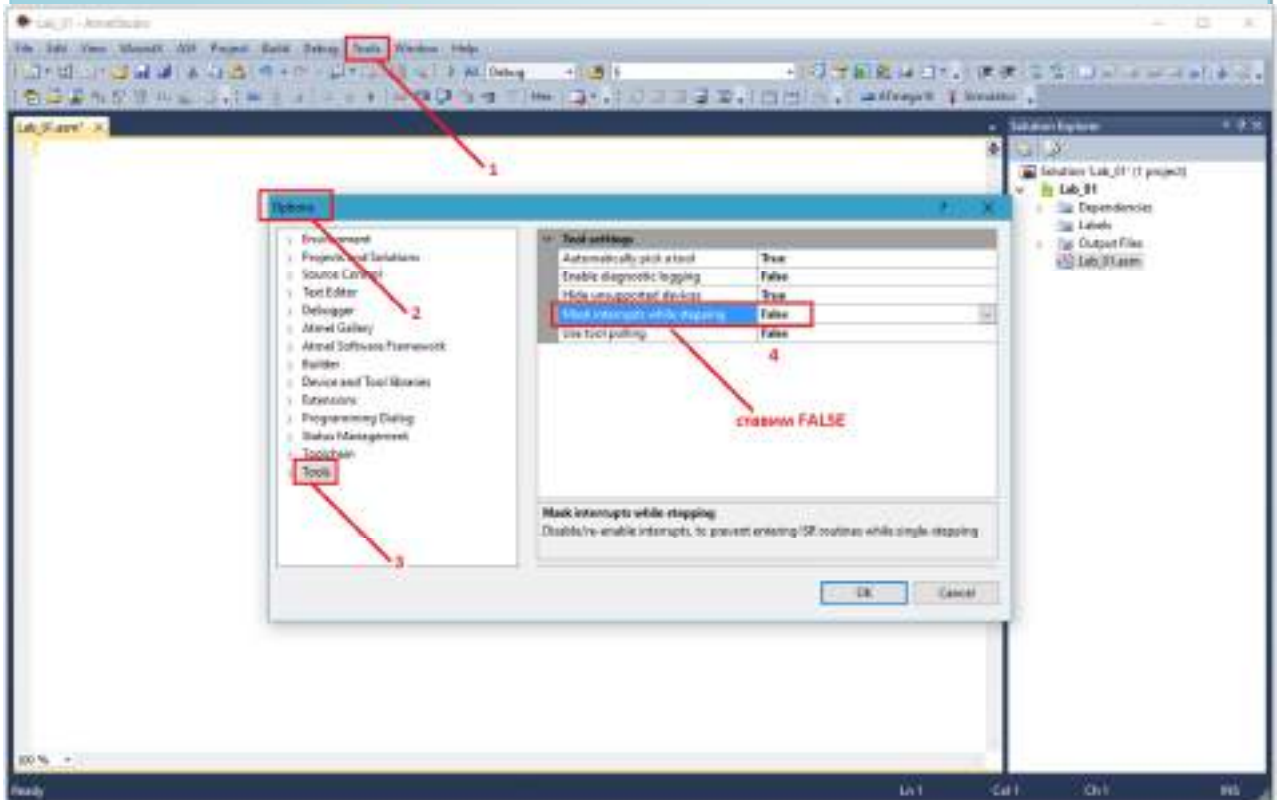 Lab_01 - AtmelStudio
File Edit View VAssistX ASF Project Build Debug Tools Window Help
Debug
Hex
ATmega8 Simulator
Lab_01.asm* ×
1
Solution Explorer
Solution 'Lab_01' (1 project)
Lab_01
Dependencies
Labels
Output Files
Lab_01.asm
Options
? ×
Environment
Projects and Solutions
Source Control
Text Editor
Debugger
Atmel Gallery
Atmel Software Framework
Builder
Device and Tool libraries
Extensions
Programming Dialog
Status Management
Toolchain
Tools
2
3
Tool settings
Automatically pick a tool True
Enable diagnostic logging False
Hide unsupported devices True
Mask interrupts while stepping False
Use tool polling False
4
ставим FALSE
Mask interrupts while stepping
Disable/re-enable interrupts, to prevent entering ISR routines while single-stepping
OK Cancel
100 %
Ready Ln 1 Col 1 Ch 1 INS